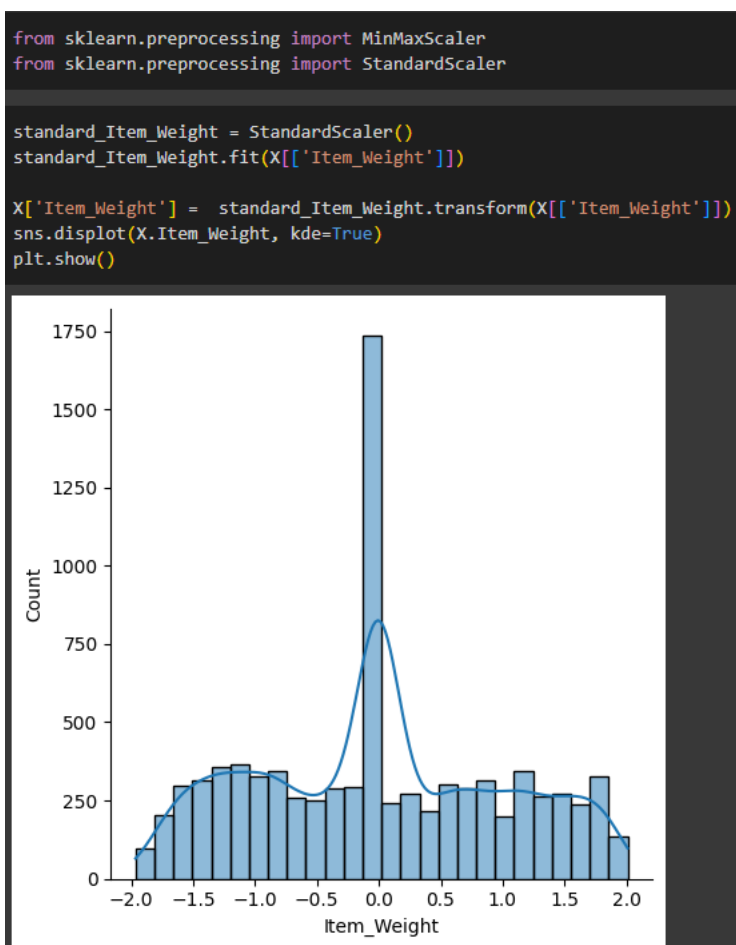 from sklearn.preprocessing import MinMaxScaler
from sklearn.preprocessing import StandardScaler
standard_Item_Weight = StandardScaler()
standard_Item_Weight.fit(X[['Item_Weight']])
X['Item_Weight'] =  standard_Item_Weight.transform(X[['Item_Weight']])
sns.displot(X.Item_Weight, kde=True)
plt.show()
1750
1500
1250
1000
Count
750
500
250
0
−2.0 −1.5 −1.0 −0.5 0.0 0.5 1.0 1.5 2.0
Item_Weight